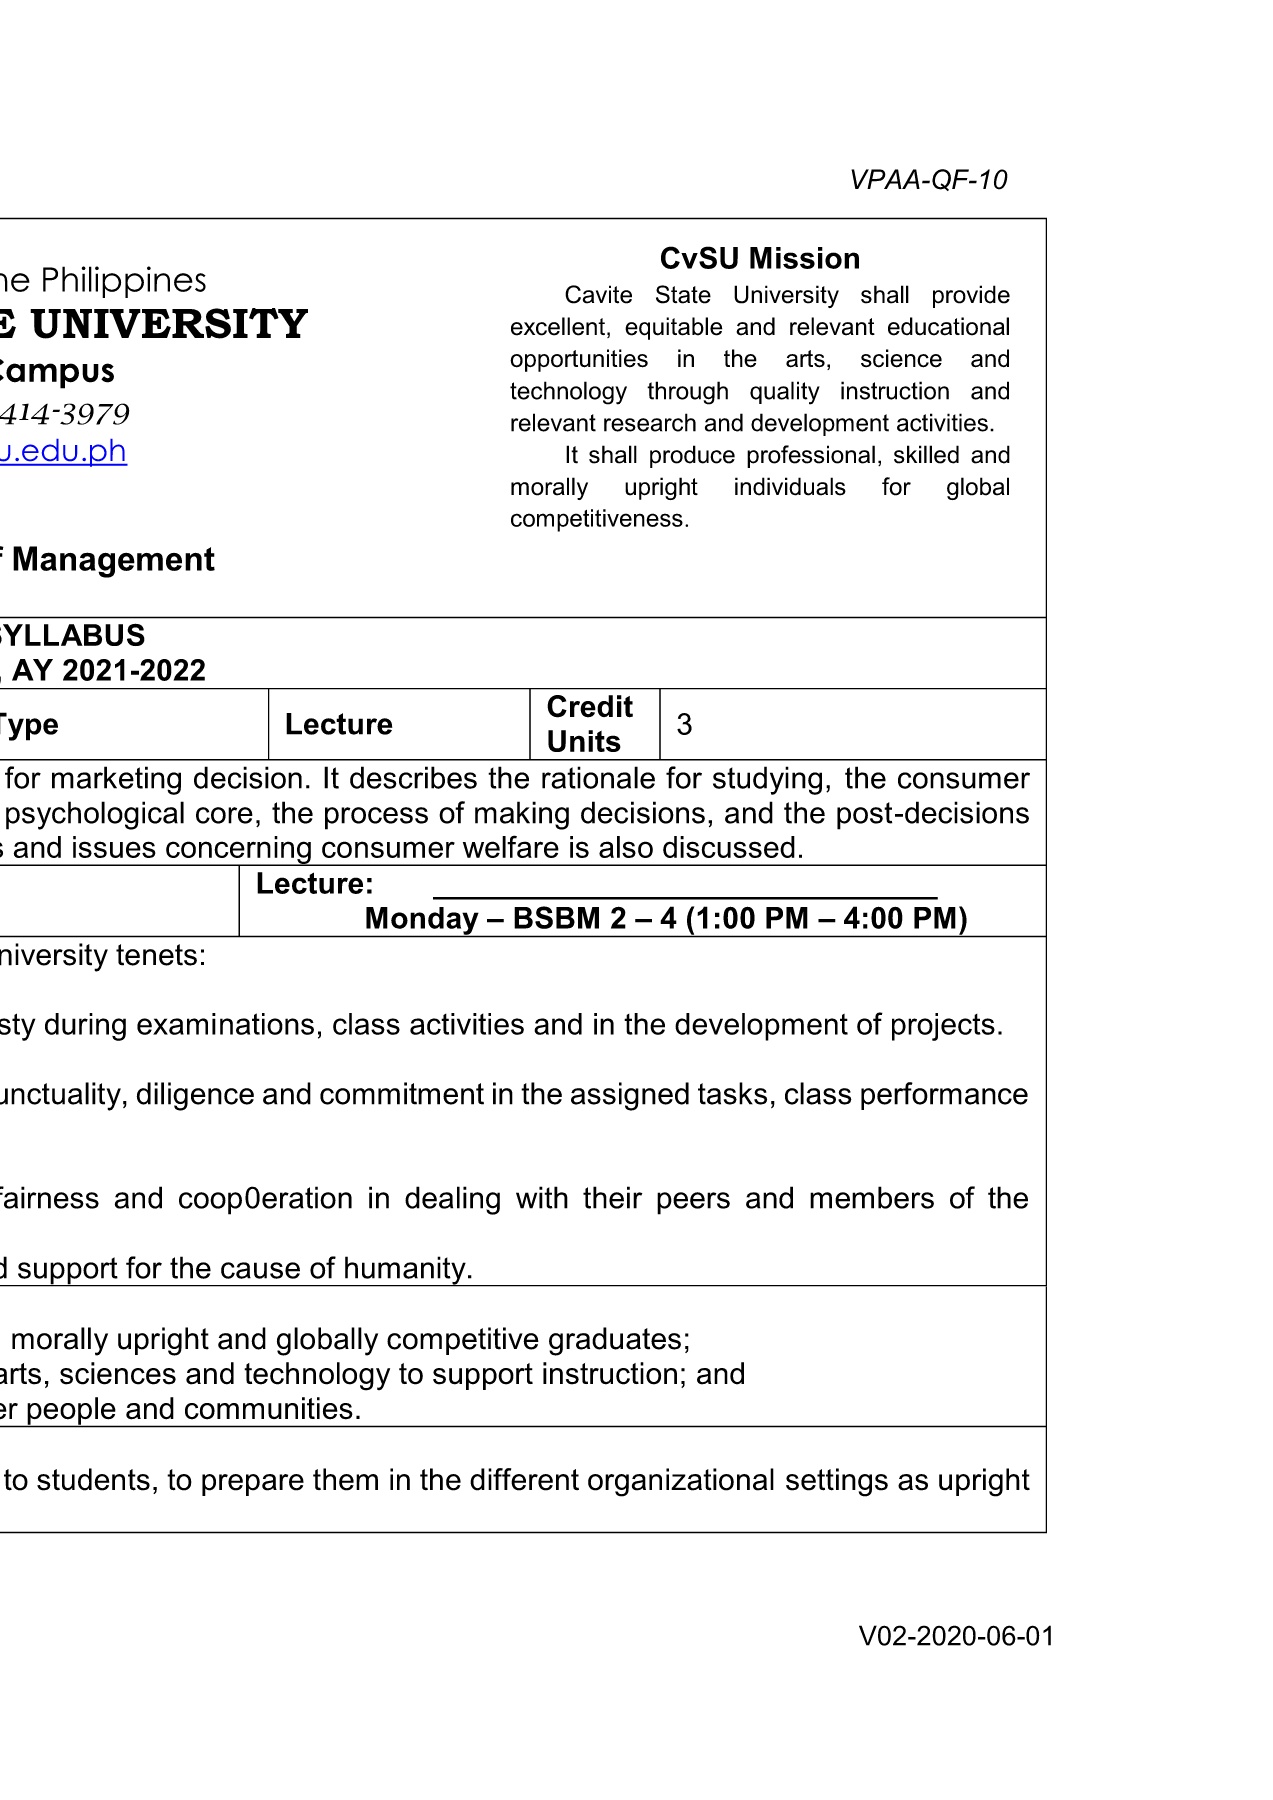 VPAA-QF-10
ne Philippines
E UNIVERSITY
Campus
414-3979
u.edu.ph
f Management
CvSU Mission
Cavite State University shall provide
excellent, equitable and relevant educational
opportunities in the arts, science and
technology through quality instruction and
relevant research and development activities.
It shall produce professional, skilled and
morally upright individuals for global
competitiveness.
SYLLABUS
, AY 2021-2022
Type Lecture Credit Units 3
for marketing decision. It describes the rationale for studying, the consumer
psychological core, the process of making decisions, and the post-decisions
s and issues concerning consumer welfare is also discussed.
Lecture:
Monday – BSBM 2 – 4 (1:00 PM – 4:00 PM)
niversity tenets:
sty during examinations, class activities and in the development of projects.
unctuality, diligence and commitment in the assigned tasks, class performance
fairness and coop0eration in dealing with their peers and members of the
d support for the cause of humanity.
morally upright and globally competitive graduates;
arts, sciences and technology to support instruction; and
er people and communities.
to students, to prepare them in the different organizational settings as upright
V02-2020-06-01